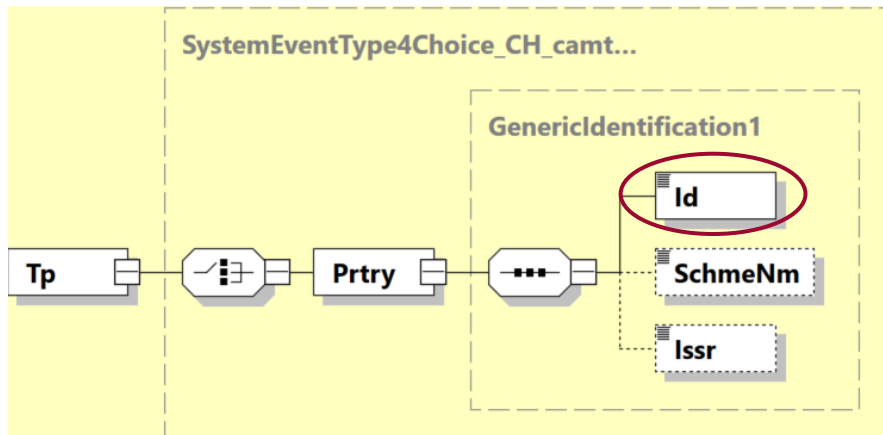 SystemEventType4Choice_CH_camt...
GenericIdentification1
Id
Tp
Prtry
SchmeNm
Issr